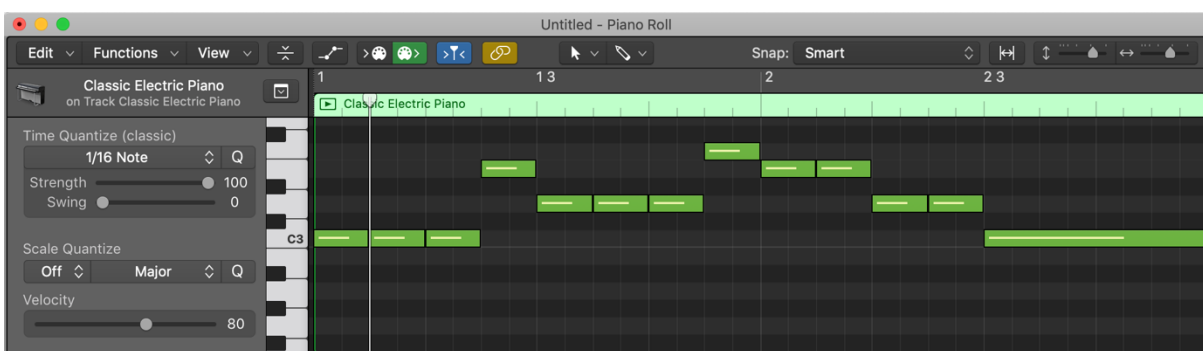 Untitled - Piano Roll
Edit Functions View Snap: Smart
Classic Electric Piano
on Track Classic Electric Piano
1 1 3 2 2 3
Classic Electric Piano
Time Quantize (classic)
1/16 Note Q
Strength 100
Swing 0
C3
Scale Quantize
Off Major Q
Velocity
80